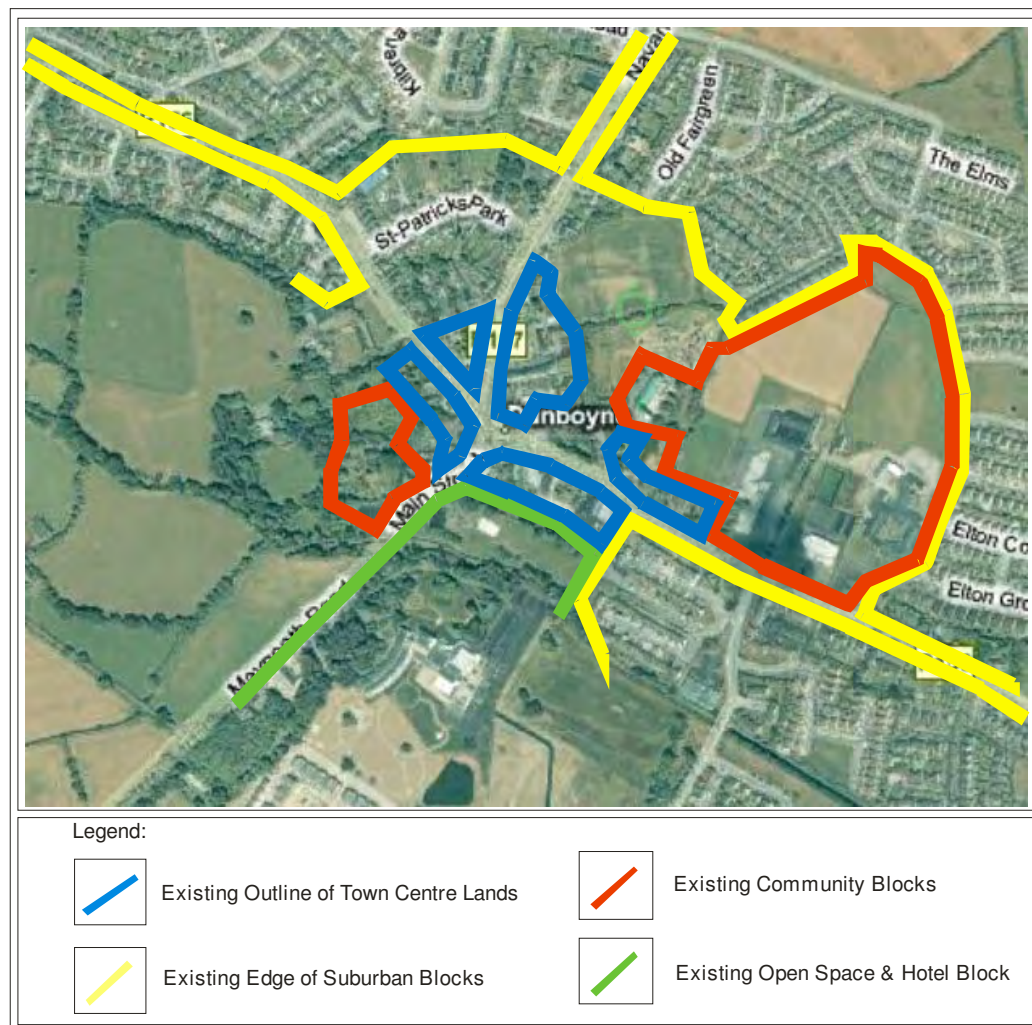 Kilbrena
Navan
Old Fairgreen
The Elms
St-Patricks-Park
Main St
Elton Co
Elton Gro
Legend:
Existing Outline of Town Centre Lands
Existing Community Blocks
Existing Edge of Suburban Blocks
Existing Open Space & Hotel Block